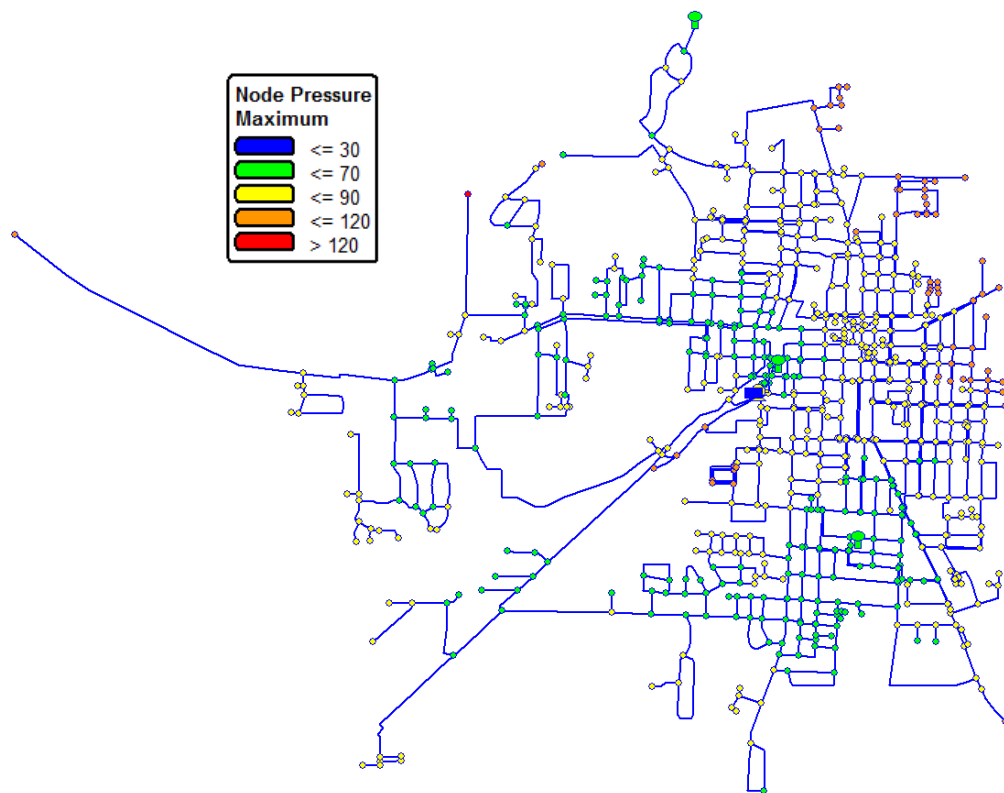 Node Pressure
Maximum
<= 30
<= 70
<= 90
<= 120
> 120